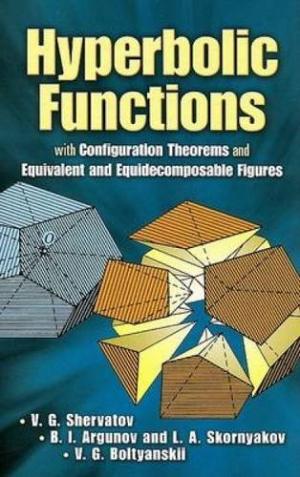 Hyperbolic
Functions
with Configuration Theorems and
Equivalent and Equidecomposable Figures
O
• V. G. Shervatov
• B. I. Argunov and L. A. Skornyakov
• V. G. Boltyanskii